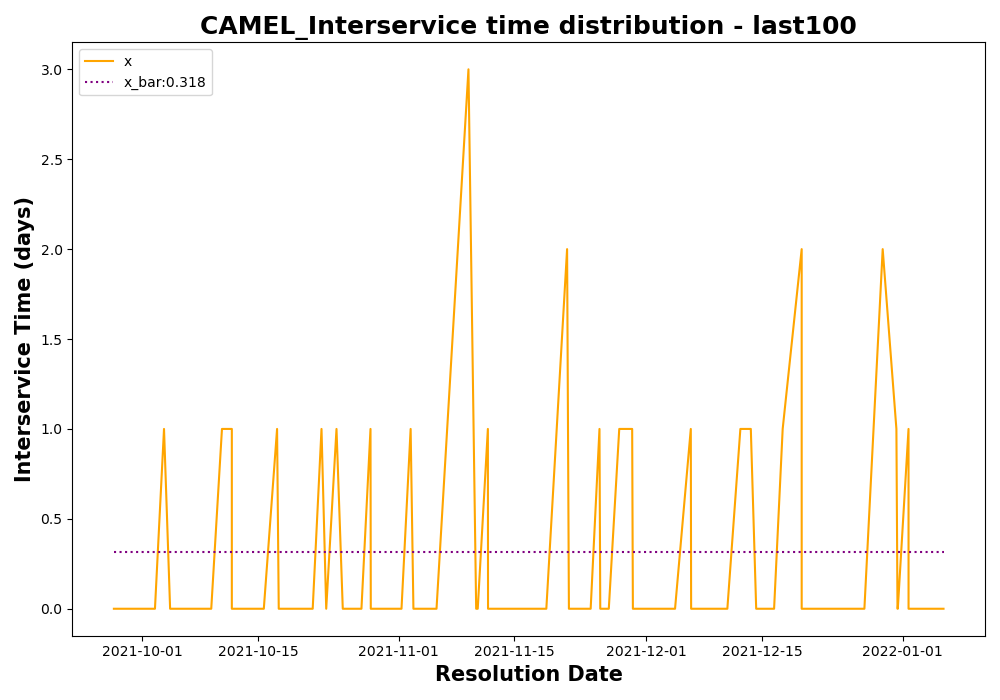 CAMEL_Interservice time distribution - last100
x
x_bar:0.318
Interservice Time (days)
3.0
2.5
2.0
1.5
1.0
0.5
0.0
2021-10-01
2021-10-15
2021-11-01
2021-11-15
2021-12-01
2021-12-15
2022-01-01
Resolution Date